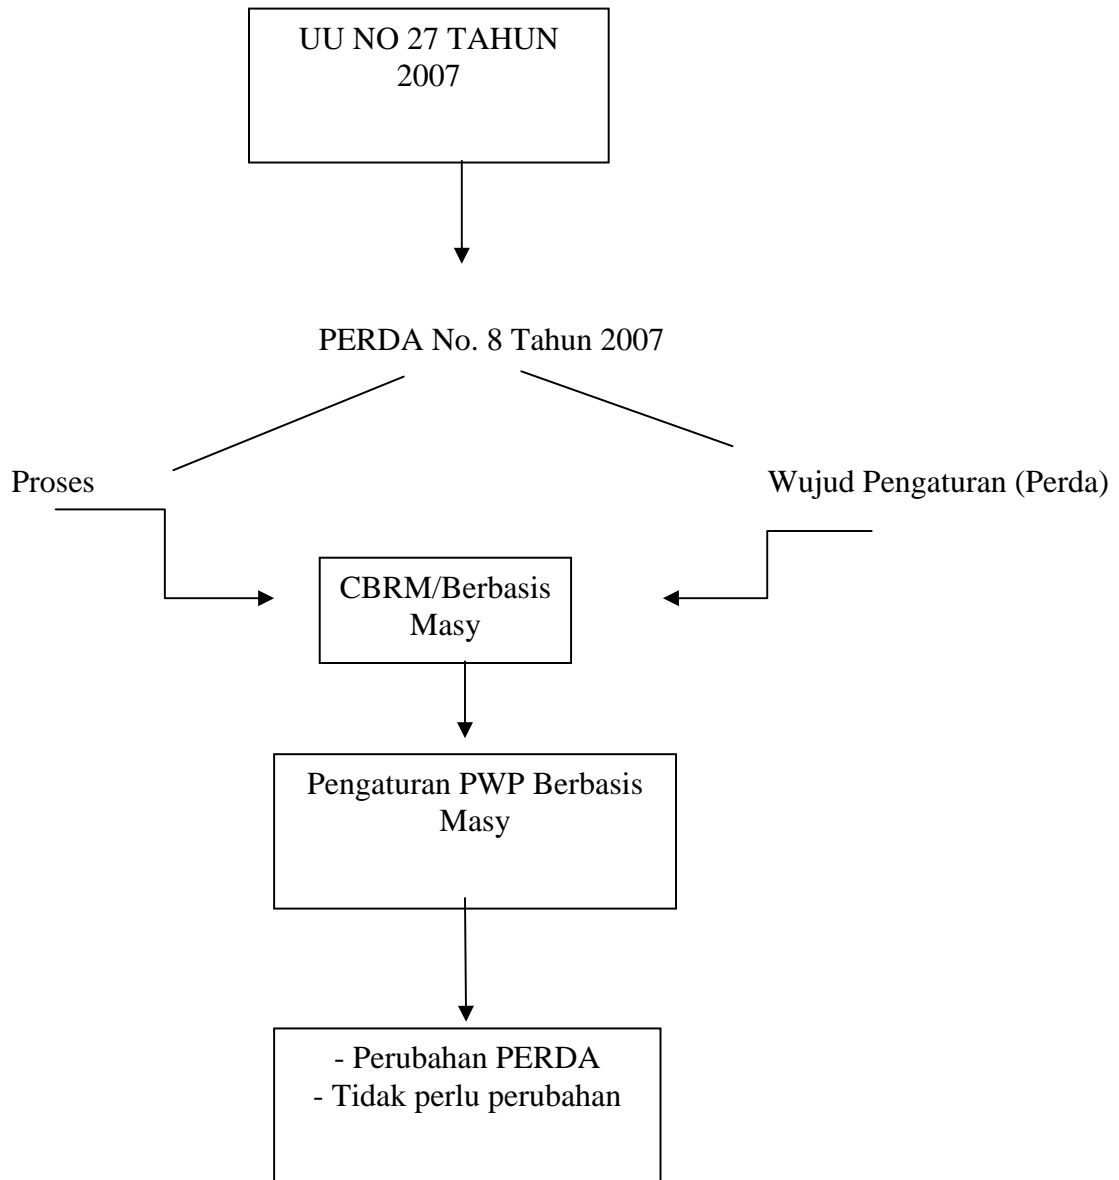 UU NO 27 TAHUN
2007
PERDA No. 8 Tahun 2007
Proses
Wujud Pengaturan (Perda)
CBRM/Berbasis
Masy
Pengaturan PWP Berbasis
Masy
- Perubahan PERDA
- Tidak perlu perubahan